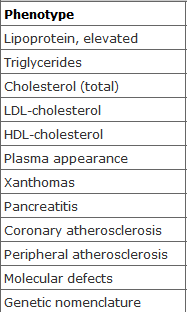 Phenotype
Lipoprotein, elevated
Triglycerides
Cholesterol (total)
LDL-cholesterol
HDL-cholesterol
Plasma appearance
Xanthomas
Pancreatitis
Coronary atherosclerosis
Peripheral atherosclerosis
Molecular defects
Genetic nomenclature